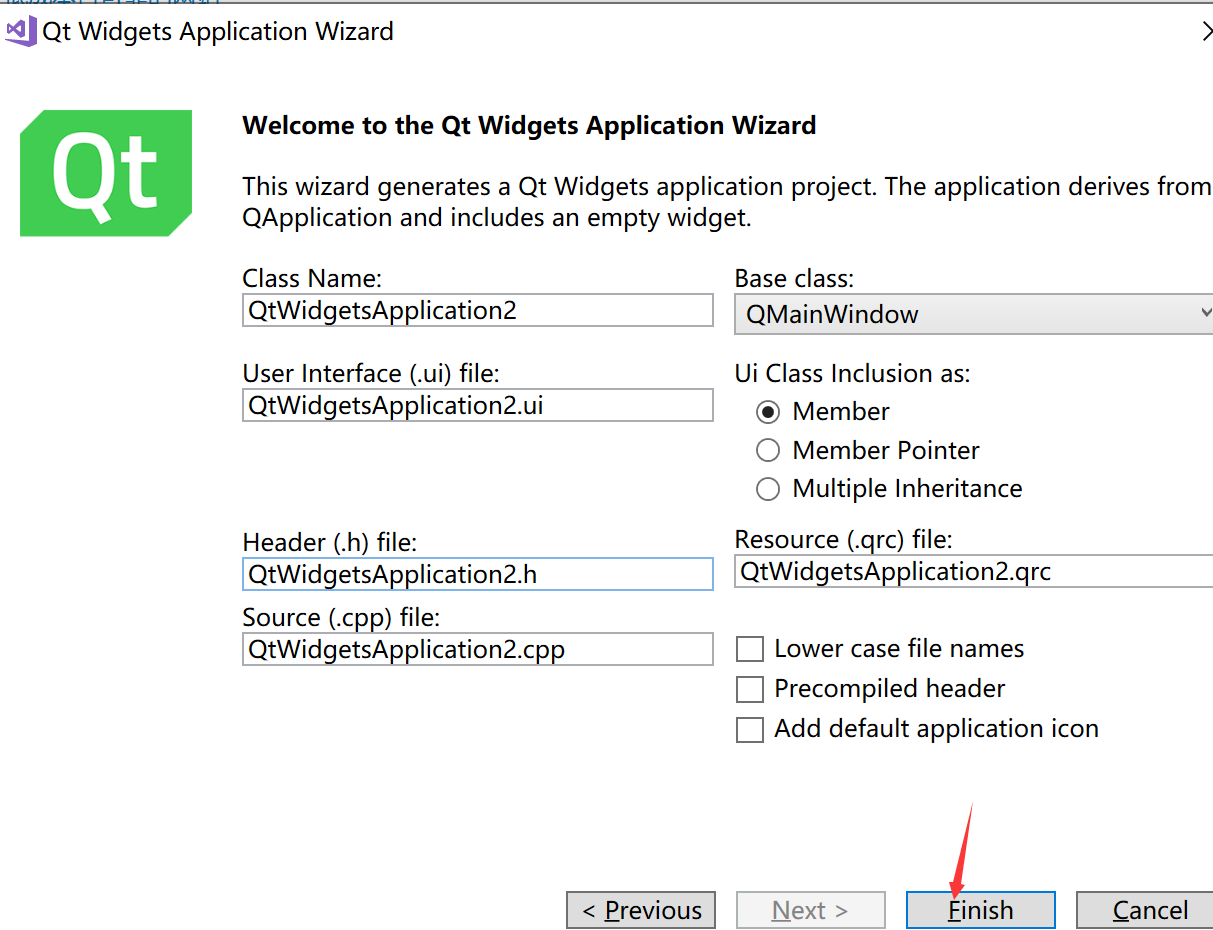 Qt Widgets Application Wizard
Qt
Welcome to the Qt Widgets Application Wizard
This wizard generates a Qt Widgets application project. The application derives from
QApplication and includes an empty widget.
Class Name:
QtWidgetsApplication2
Base class:
QMainWindow
User Interface (.ui) file:
QtWidgetsApplication2.ui
Ui Class Inclusion as:
Member
Member Pointer
Multiple Inheritance
Header (.h) file:
QtWidgetsApplication2.h
Resource (.qrc) file:
QtWidgetsApplication2.qrc
Source (.cpp) file:
QtWidgetsApplication2.cpp
Lower case file names
Precompiled header
Add default application icon
< Previous
Next >
Finish
Cancel